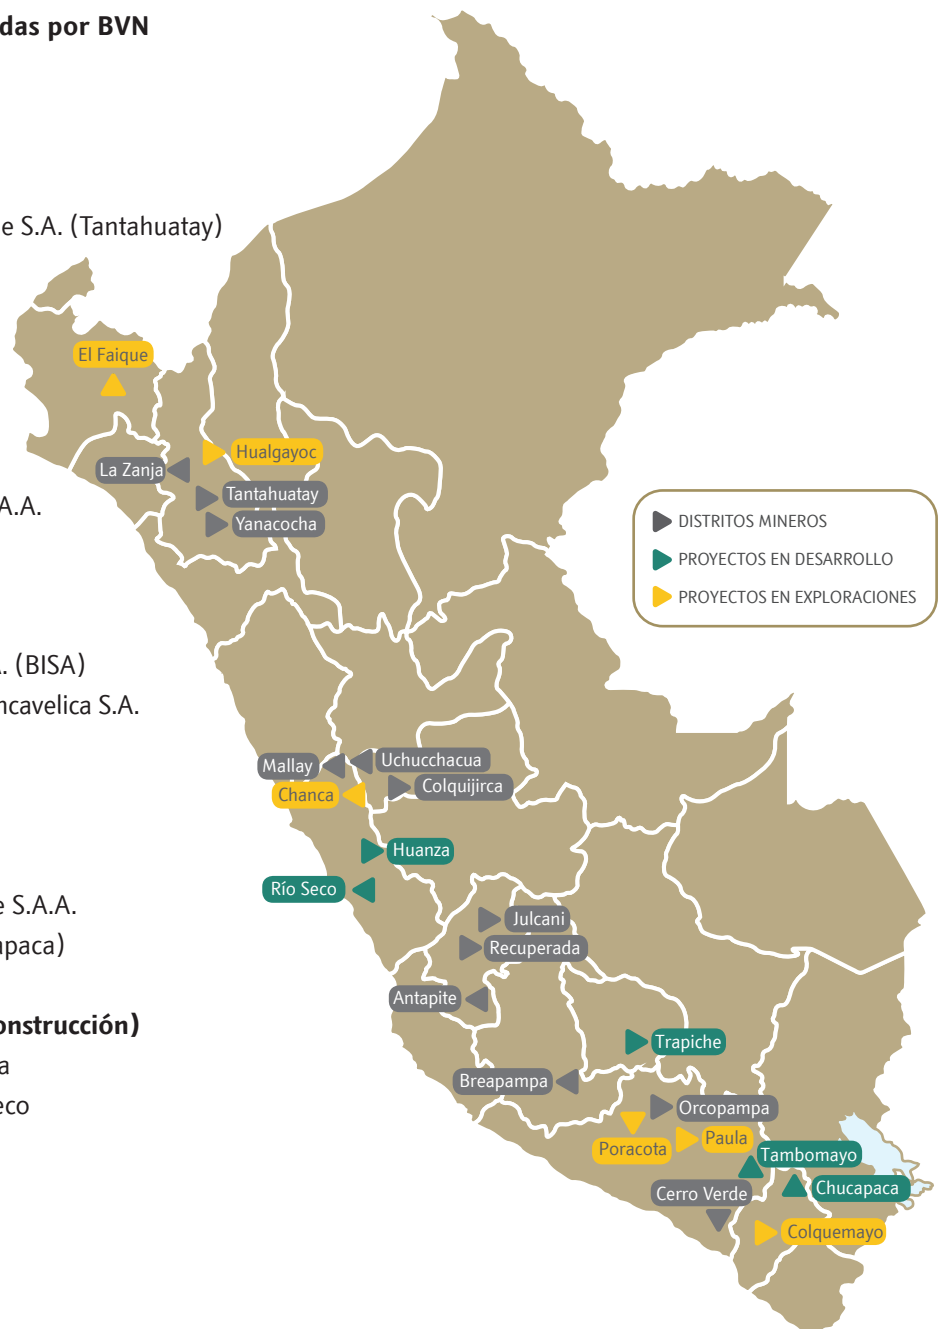 das por BVN
e S.A. (Tantahuatay)
El Faique
Hualgayoc
La Zanja
Tantahuatay
A.A.
Yanacocha
DISTRITOS MINEROS
PROYECTOS EN DESARROLLO
PROYECTOS EN EXPLORACIONES
A. (BISA)
ncavelica S.A.
Uchucchacua
Mallay
Colquijirca
Chanca
Huanza
Río Seco
e S.A.A.
Julcani
apaca)
Recuperada
Antapite
onstrucción)
Trapiche
a
Breapampa
eco
Orcopampa
Paula
Poracota
Tambomayo
Chucapaca
Cerro Verde
Colquemayo